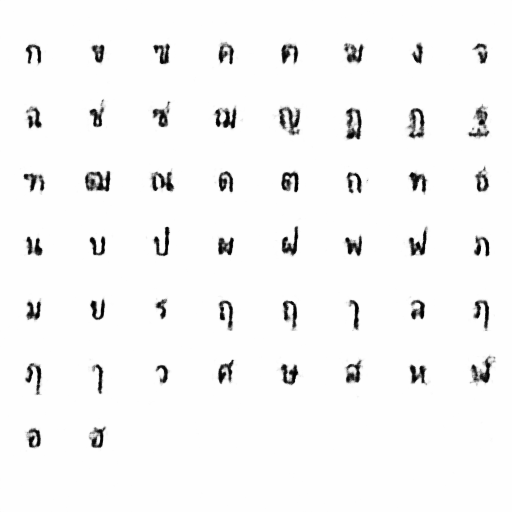 ก ข ฃ ค ฅ ฆ ง จ
ฉ ช ซ ฌ ญ ฎ ฏ ฐ
ฑ ฒ ณ ด ต ถ ท ธ
น บ ป ผ ฝ พ ฟ ภ
ม ย ร ฤ ฤ ๅ ล ฦ
ฦ ๅ ว ศ ษ ส ห ฬ
อ ฮ